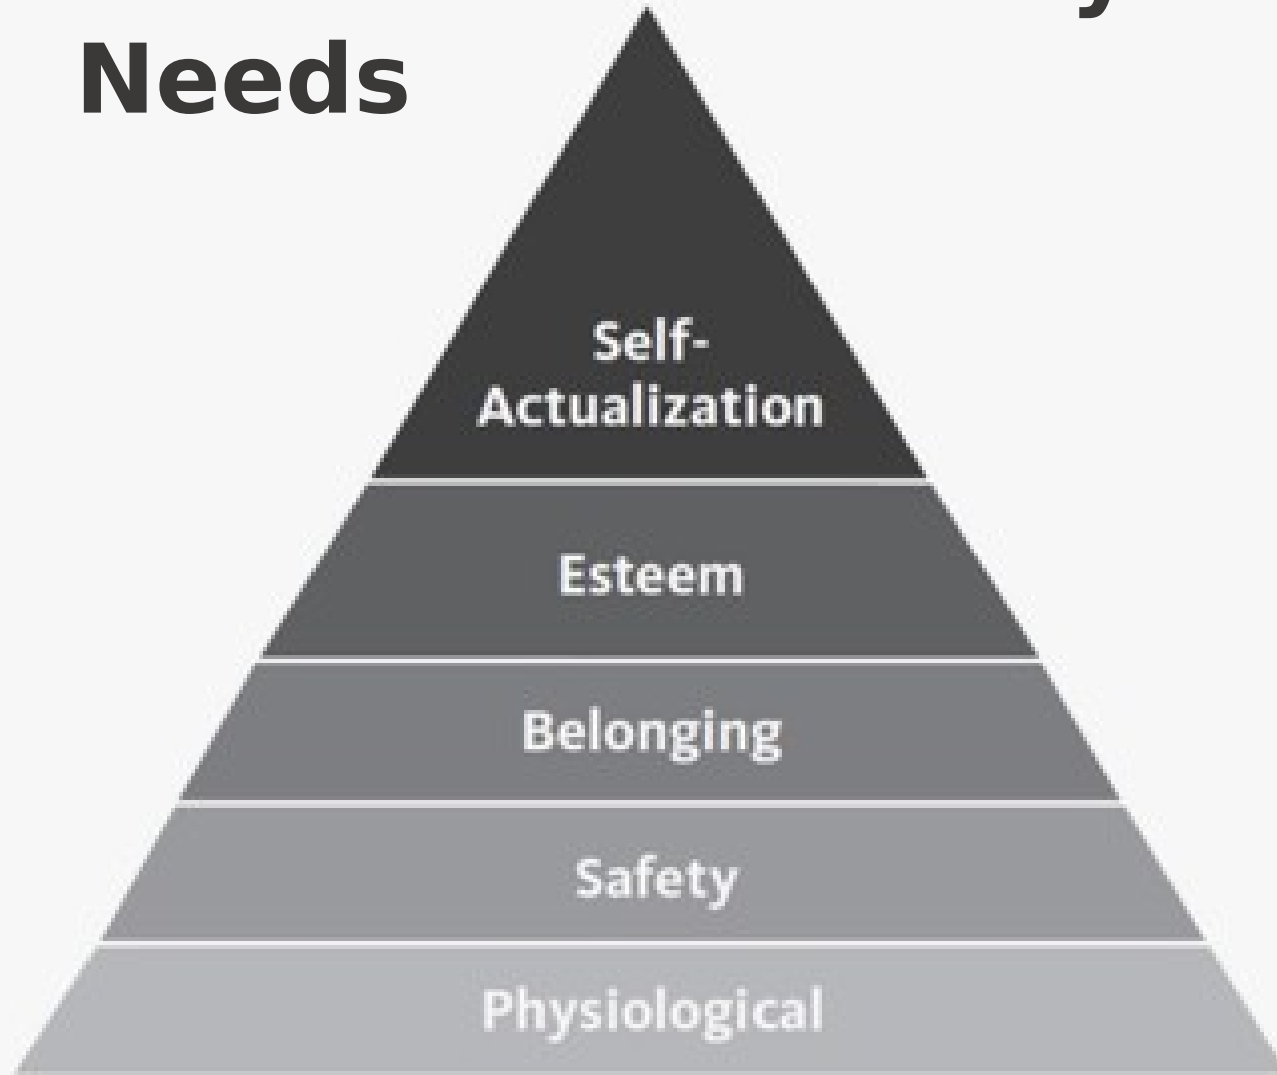 Needs
Self-
Actualization
Esteem
Belonging
Safety
Physiological